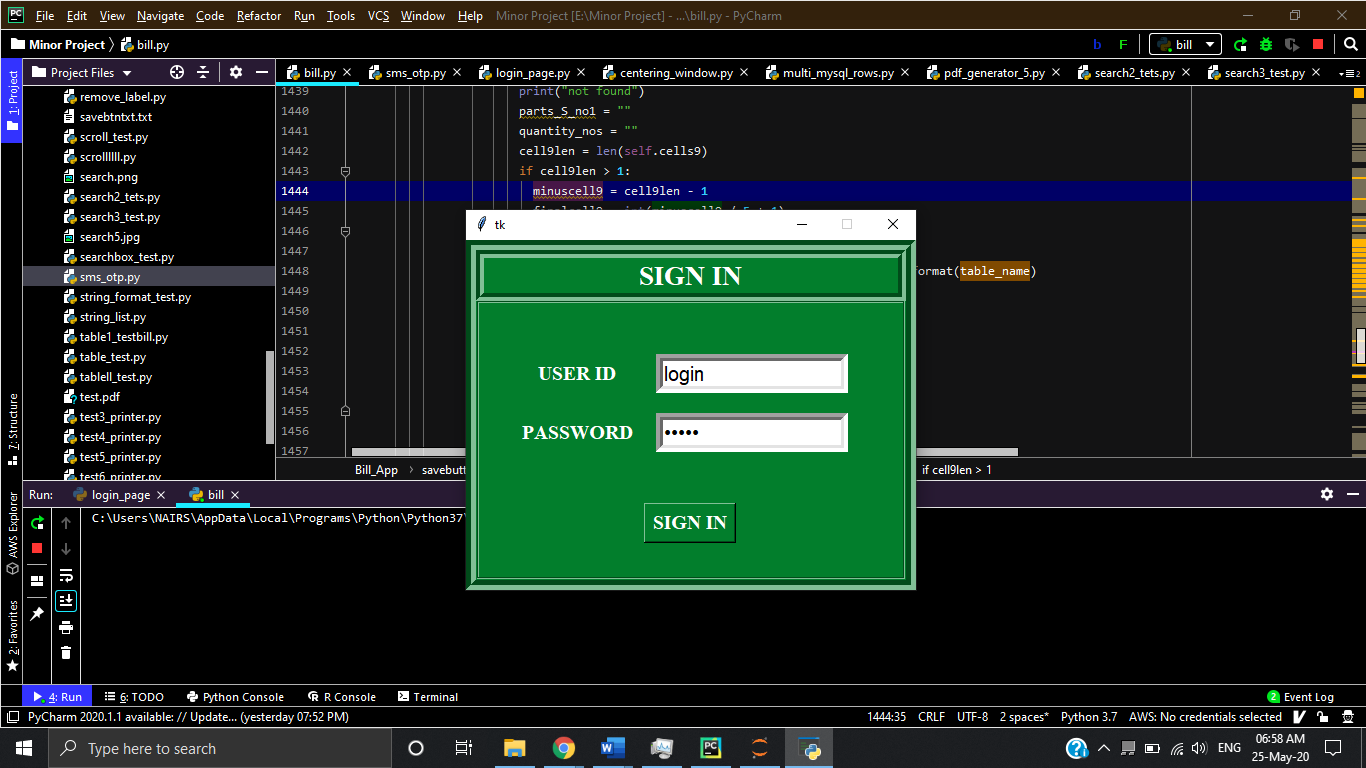 File Edit View Navigate Code Refactor Run Tools VCS Window Help Minor Project [E:\Minor Project] - ...\bill.py - PyCharm
Minor Project bill.py b F bill
1: Project
Project Files
bill.py sms_otp.py login_page.py centering_window.py multi_mysql_rows.py pdf_generator_5.py search2_tets.py search3_test.py
remove_label.py
savebtntxt.txt
scroll_test.py
scrollllll.py
search.png
search2_tets.py
search3_test.py
search5.jpg
searchbox_test.py
sms_otp.py
string_format_test.py
string_list.py
table1_testbill.py
table_test.py
tablell_test.py
test.pdf
test3_printer.py
test4_printer.py
test5_printer.py
test6_printer.py
1439 print("not found")
1440 parts_S_no1 = ""
1441 quantity_nos = ""
1442 cell9len = len(self.cells9)
1443 if cell9len > 1:
1444 minuscell9 = cell9len - 1
1445
1446
1447
1448 ormat(table_name)
1449
1450
1451
1452
1453
1454
1455
1456
1457
Bill_App savebutt if cell9len > 1
tk
SIGN IN
USER ID login
PASSWORD •••••
SIGN IN
7: Structure
AWS Explorer
2: Favorites
Run: login_page bill
C:\Users\NAIRS\AppData\Local\Programs\Python\Python37\
4: Run 6: TODO Python Console R Console Terminal 2 Event Log
PyCharm 2020.1.1 available: // Update... (yesterday 07:52 PM) 1444:35 CRLF UTF-8 2 spaces* Python 3.7 AWS: No credentials selected
Type here to search
ENG
06:58 AM
25-May-20